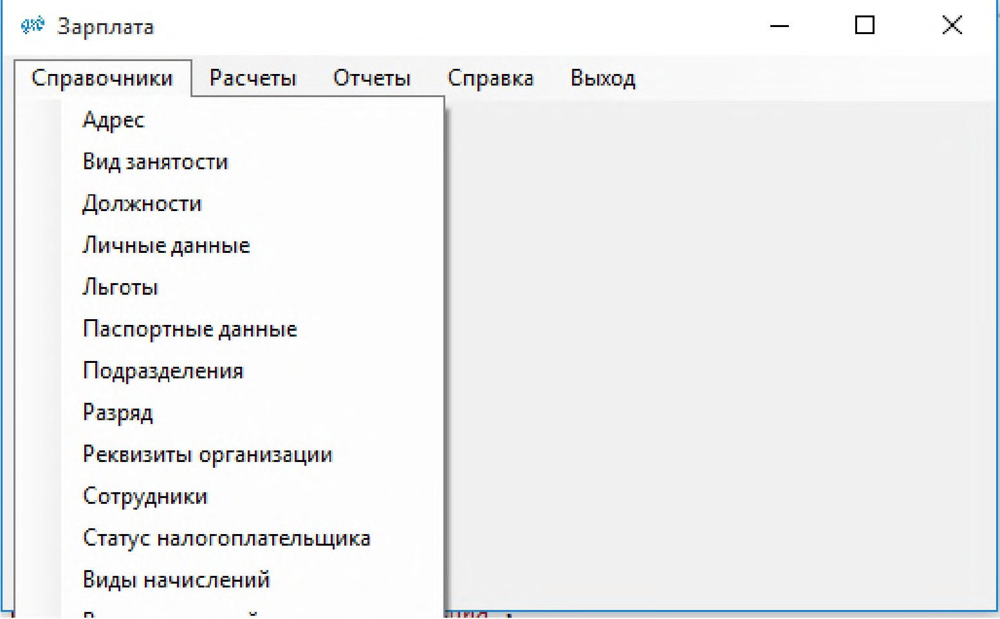 Зарплата
Справочники Расчеты Отчеты Справка Выход
Адрес
Вид занятости
Должности
Личные данные
Льготы
Паспортные данные
Подразделения
Разряд
Реквизиты организации
Сотрудники
Статус налогоплательщика
Виды начислений